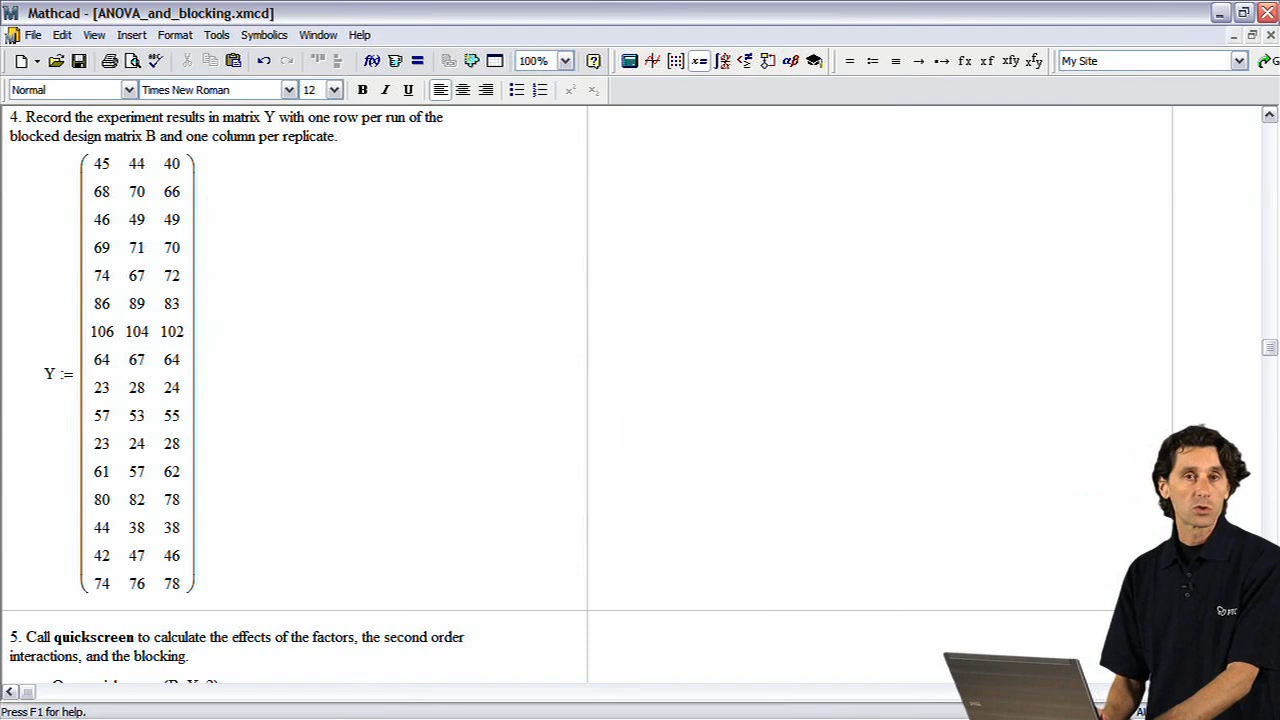 Mathcad - [ANOVA_and_blocking.xmcd]
File Edit View Insert Format Tools Symbolics Window Help
100% My Site
Normal Times New Roman 12 B I U
4. Record the experiment results in matrix Y with one row per run of the
blocked design matrix B and one column per replicate.
45 44 40
68 70 66
46 49 49
69 71 70
74 67 72
86 89 83
106 104 102
64 67 64
Y :=
23 28 24
57 53 55
23 24 28
61 57 62
80 82 78
44 38 38
42 47 46
74 76 78
5. Call quickscreen to calculate the effects of the factors, the second order
interactions, and the blocking.
Press F1 for help.